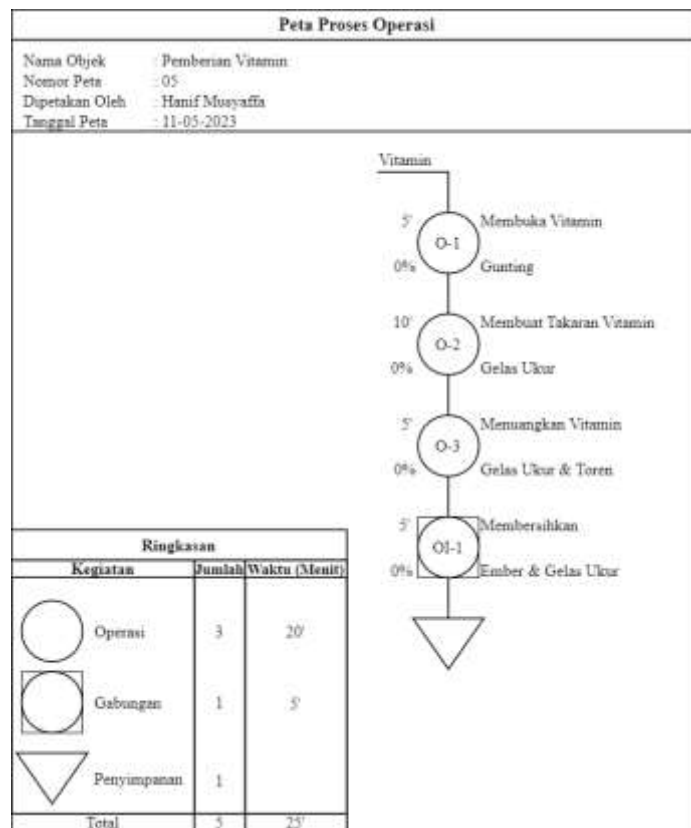 Peta Proses Operasi
Nama Objek : Pemberian Vitamin
Nomor Peta : 05
Dipetakan Oleh : Hanif Musyaffa
Tanggal Peta : 11-05-2023
Vitamin
5' O-1 Membuka Vitamin
0% Gunting
10' O-2 Membuat Takaran Vitamin
0% Gelas Ukur
5' O-3 Menuangkan Vitamin
0% Gelas Ukur & Toren
5' OI-1 Membersihkan
0% Ember & Gelas Ukur
Ringkasan
Kegiatan Jumlah Waktu (Menit)
Operasi 3 20'
Gabungan 1 5'
Penyimpanan 1
Total 5 25'